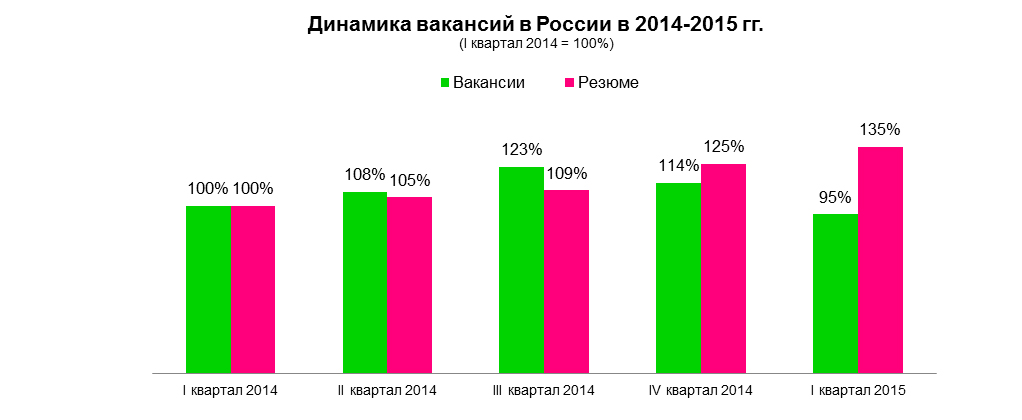 Динамика вакансий в России в 2014-2015 гг.
(I квартал 2014 = 100%)
Вакансии Резюме
100% 100% 108% 105% 123% 109% 114% 125% 95% 135%
I квартал 2014 II квартал 2014 III квартал 2014 IV квартал 2014 I квартал 2015